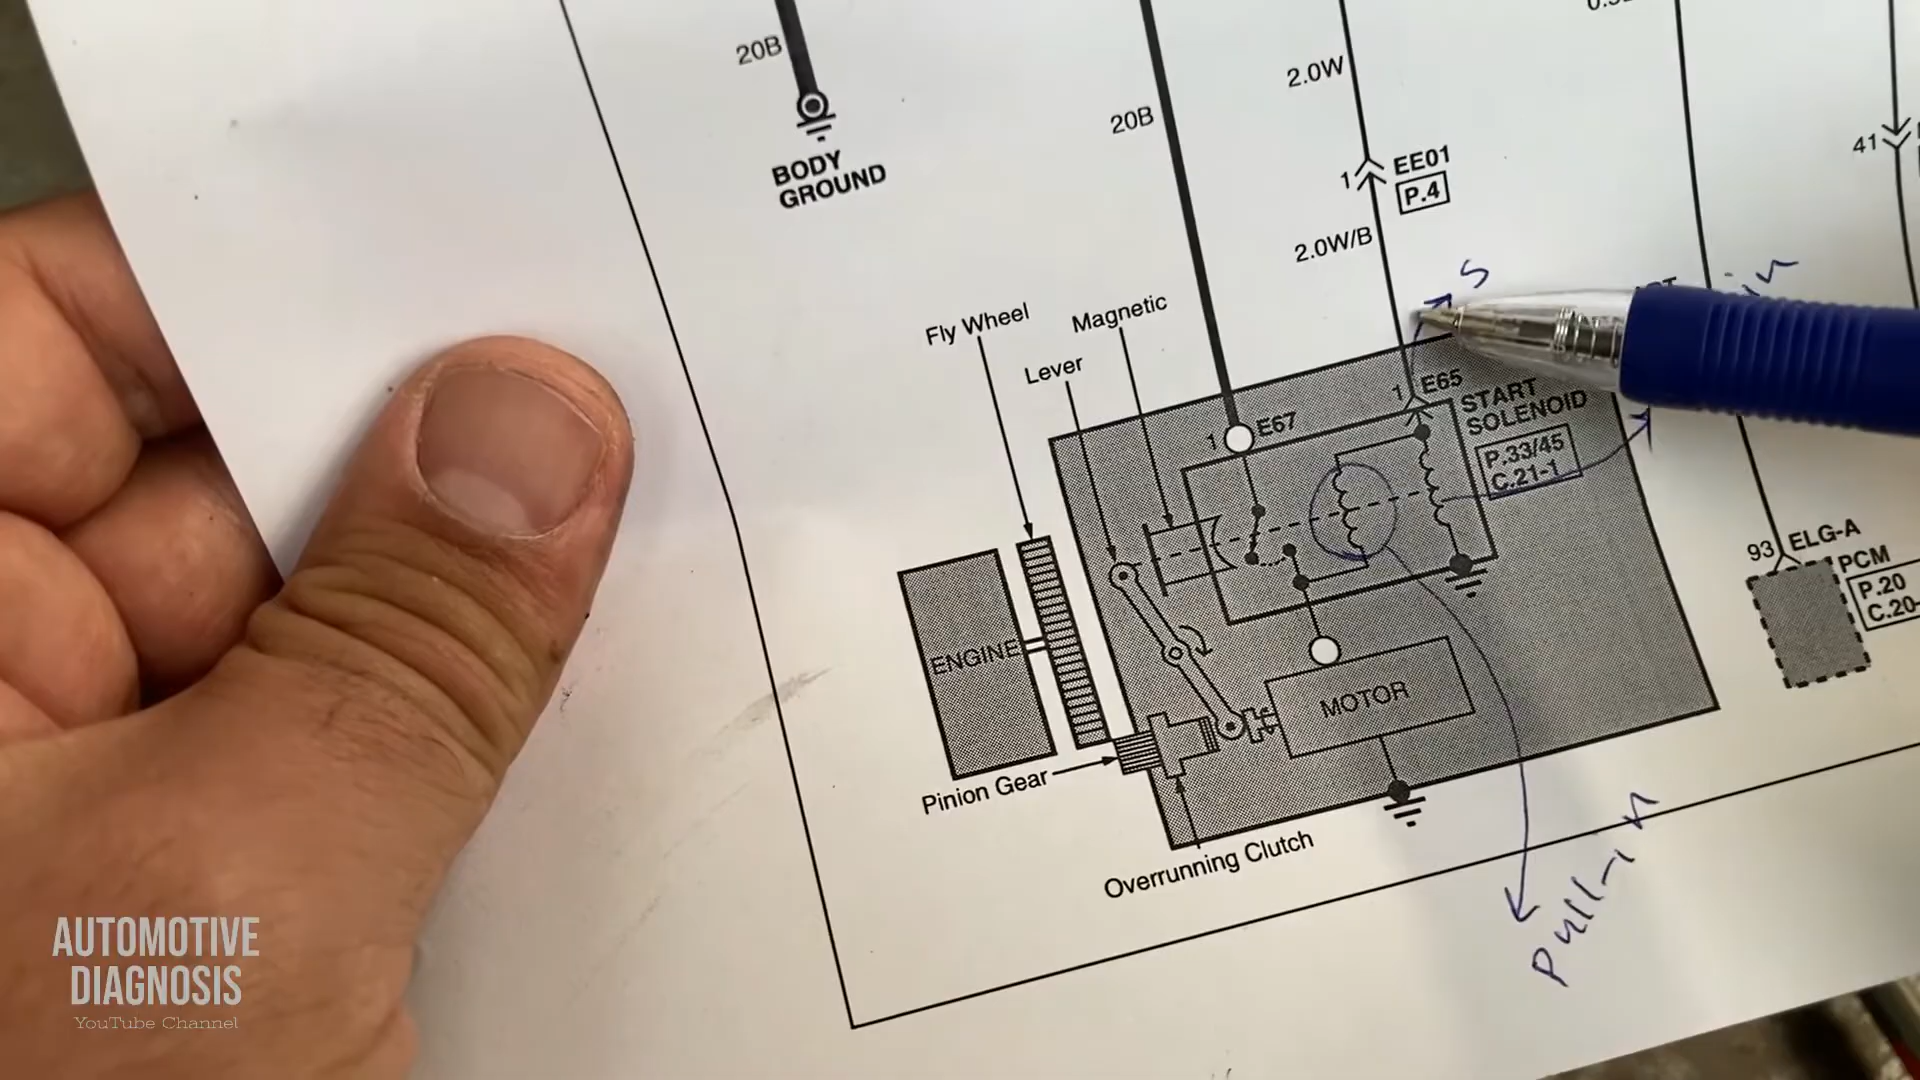 20B
BODY
GROUND
20B
2.0W
1
EE01
P.4
2.0W/B
41
S
Fly Wheel
Magnetic
Lever
1
E67
1
E65
START
SOLENOID
P.33/45
C.21-1
93
ELG-A
PCM
P.20
C.20-
ENGINE
MOTOR
Pinion Gear
Overrunning Clutch
Pull-in
AUTOMOTIVE
DIAGNOSIS
YouTube Channel